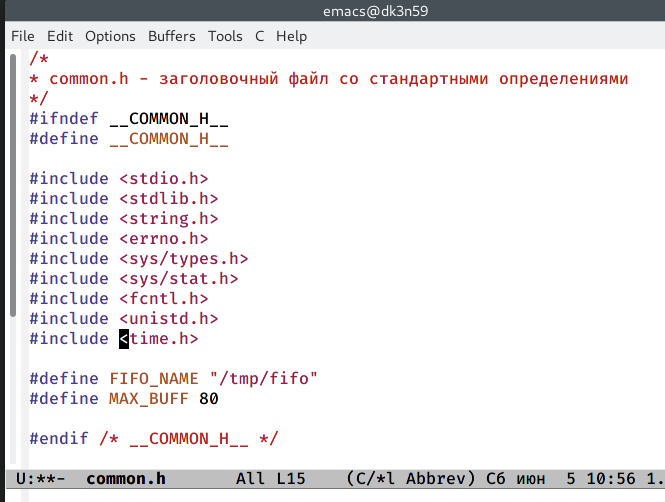 emacs@dk3n59
File Edit Options Buffers Tools C Help
/*
* common.h - заголовочный файл со стандартными определениями
*/
#ifndef __COMMON_H__
#define __COMMON_H__
#include <stdio.h>
#include <stdlib.h>
#include <string.h>
#include <errno.h>
#include <sys/types.h>
#include <sys/stat.h>
#include <fcntl.h>
#include <unistd.h>
#include <time.h>
#define FIFO_NAME "/tmp/fifo"
#define MAX_BUFF 80
#endif /* __COMMON_H__ */
U:**- common.h All L15 (C/*l Abbrev) Сб июн 5 10:56 1.